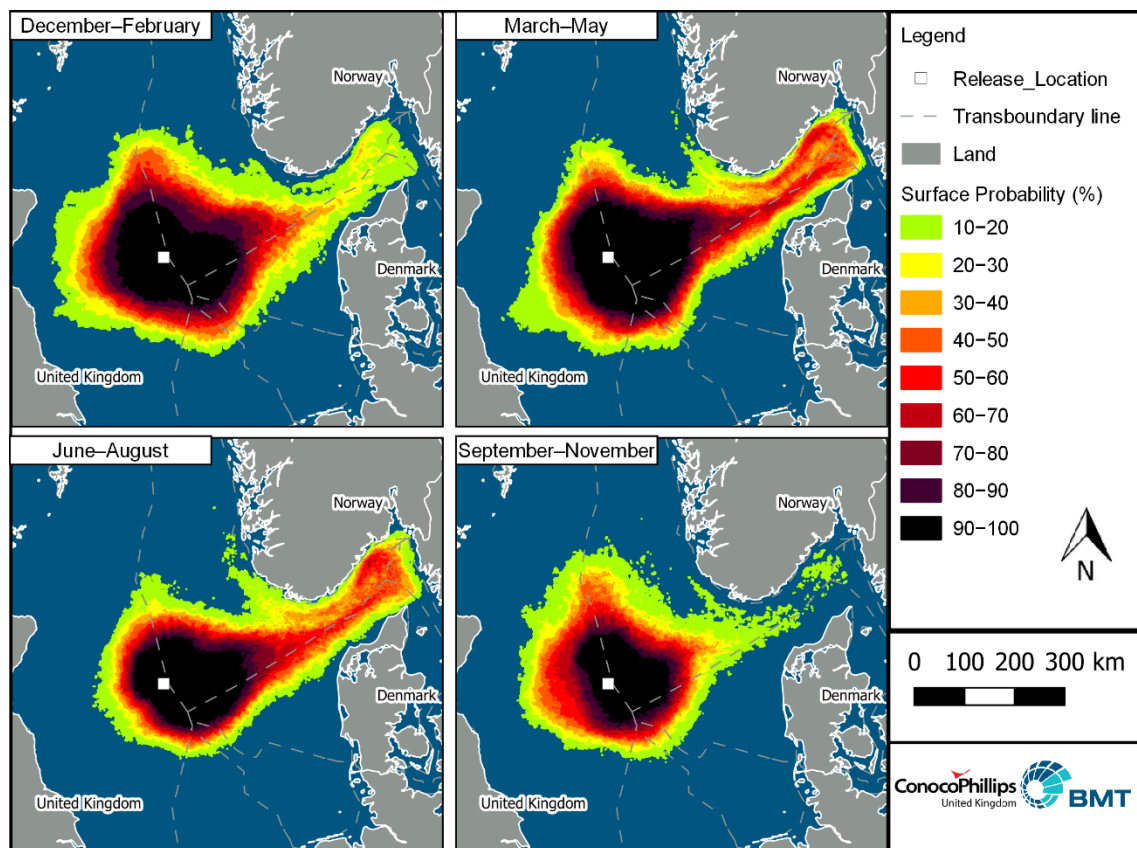 December–February
Norway
Denmark
United Kingdom
March–May
Norway
Denmark
United Kingdom
June–August
Norway
Denmark
United Kingdom
September–November
Norway
Denmark
United Kingdom
Legend
Release_Location
Transboundary line
Land
Surface Probability (%)
10–20
20–30
30–40
40–50
50–60
60–70
70–80
80–90
90–100
N
0 100 200 300 km
ConocoPhillips
United Kingdom
BMT